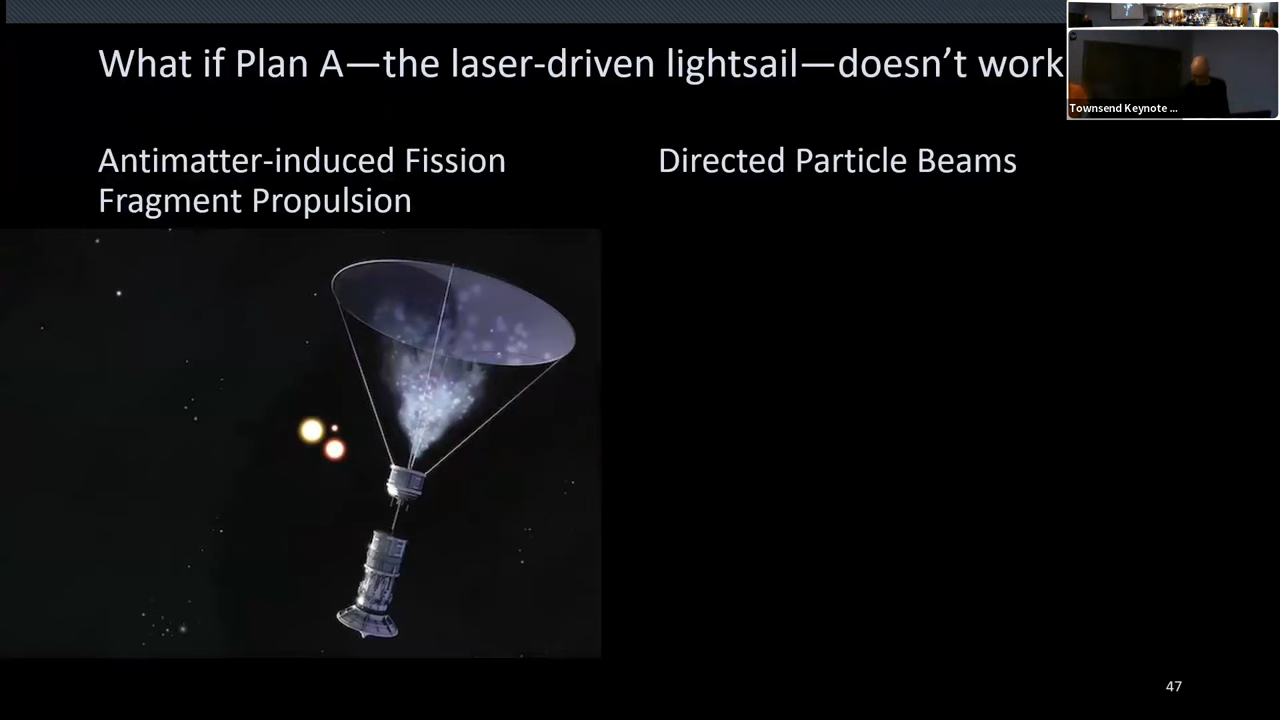 What if Plan A—the laser-driven lightsail—doesn’t work
Townsend Keynote ...
Antimatter-induced Fission
Fragment Propulsion
Directed Particle Beams
47